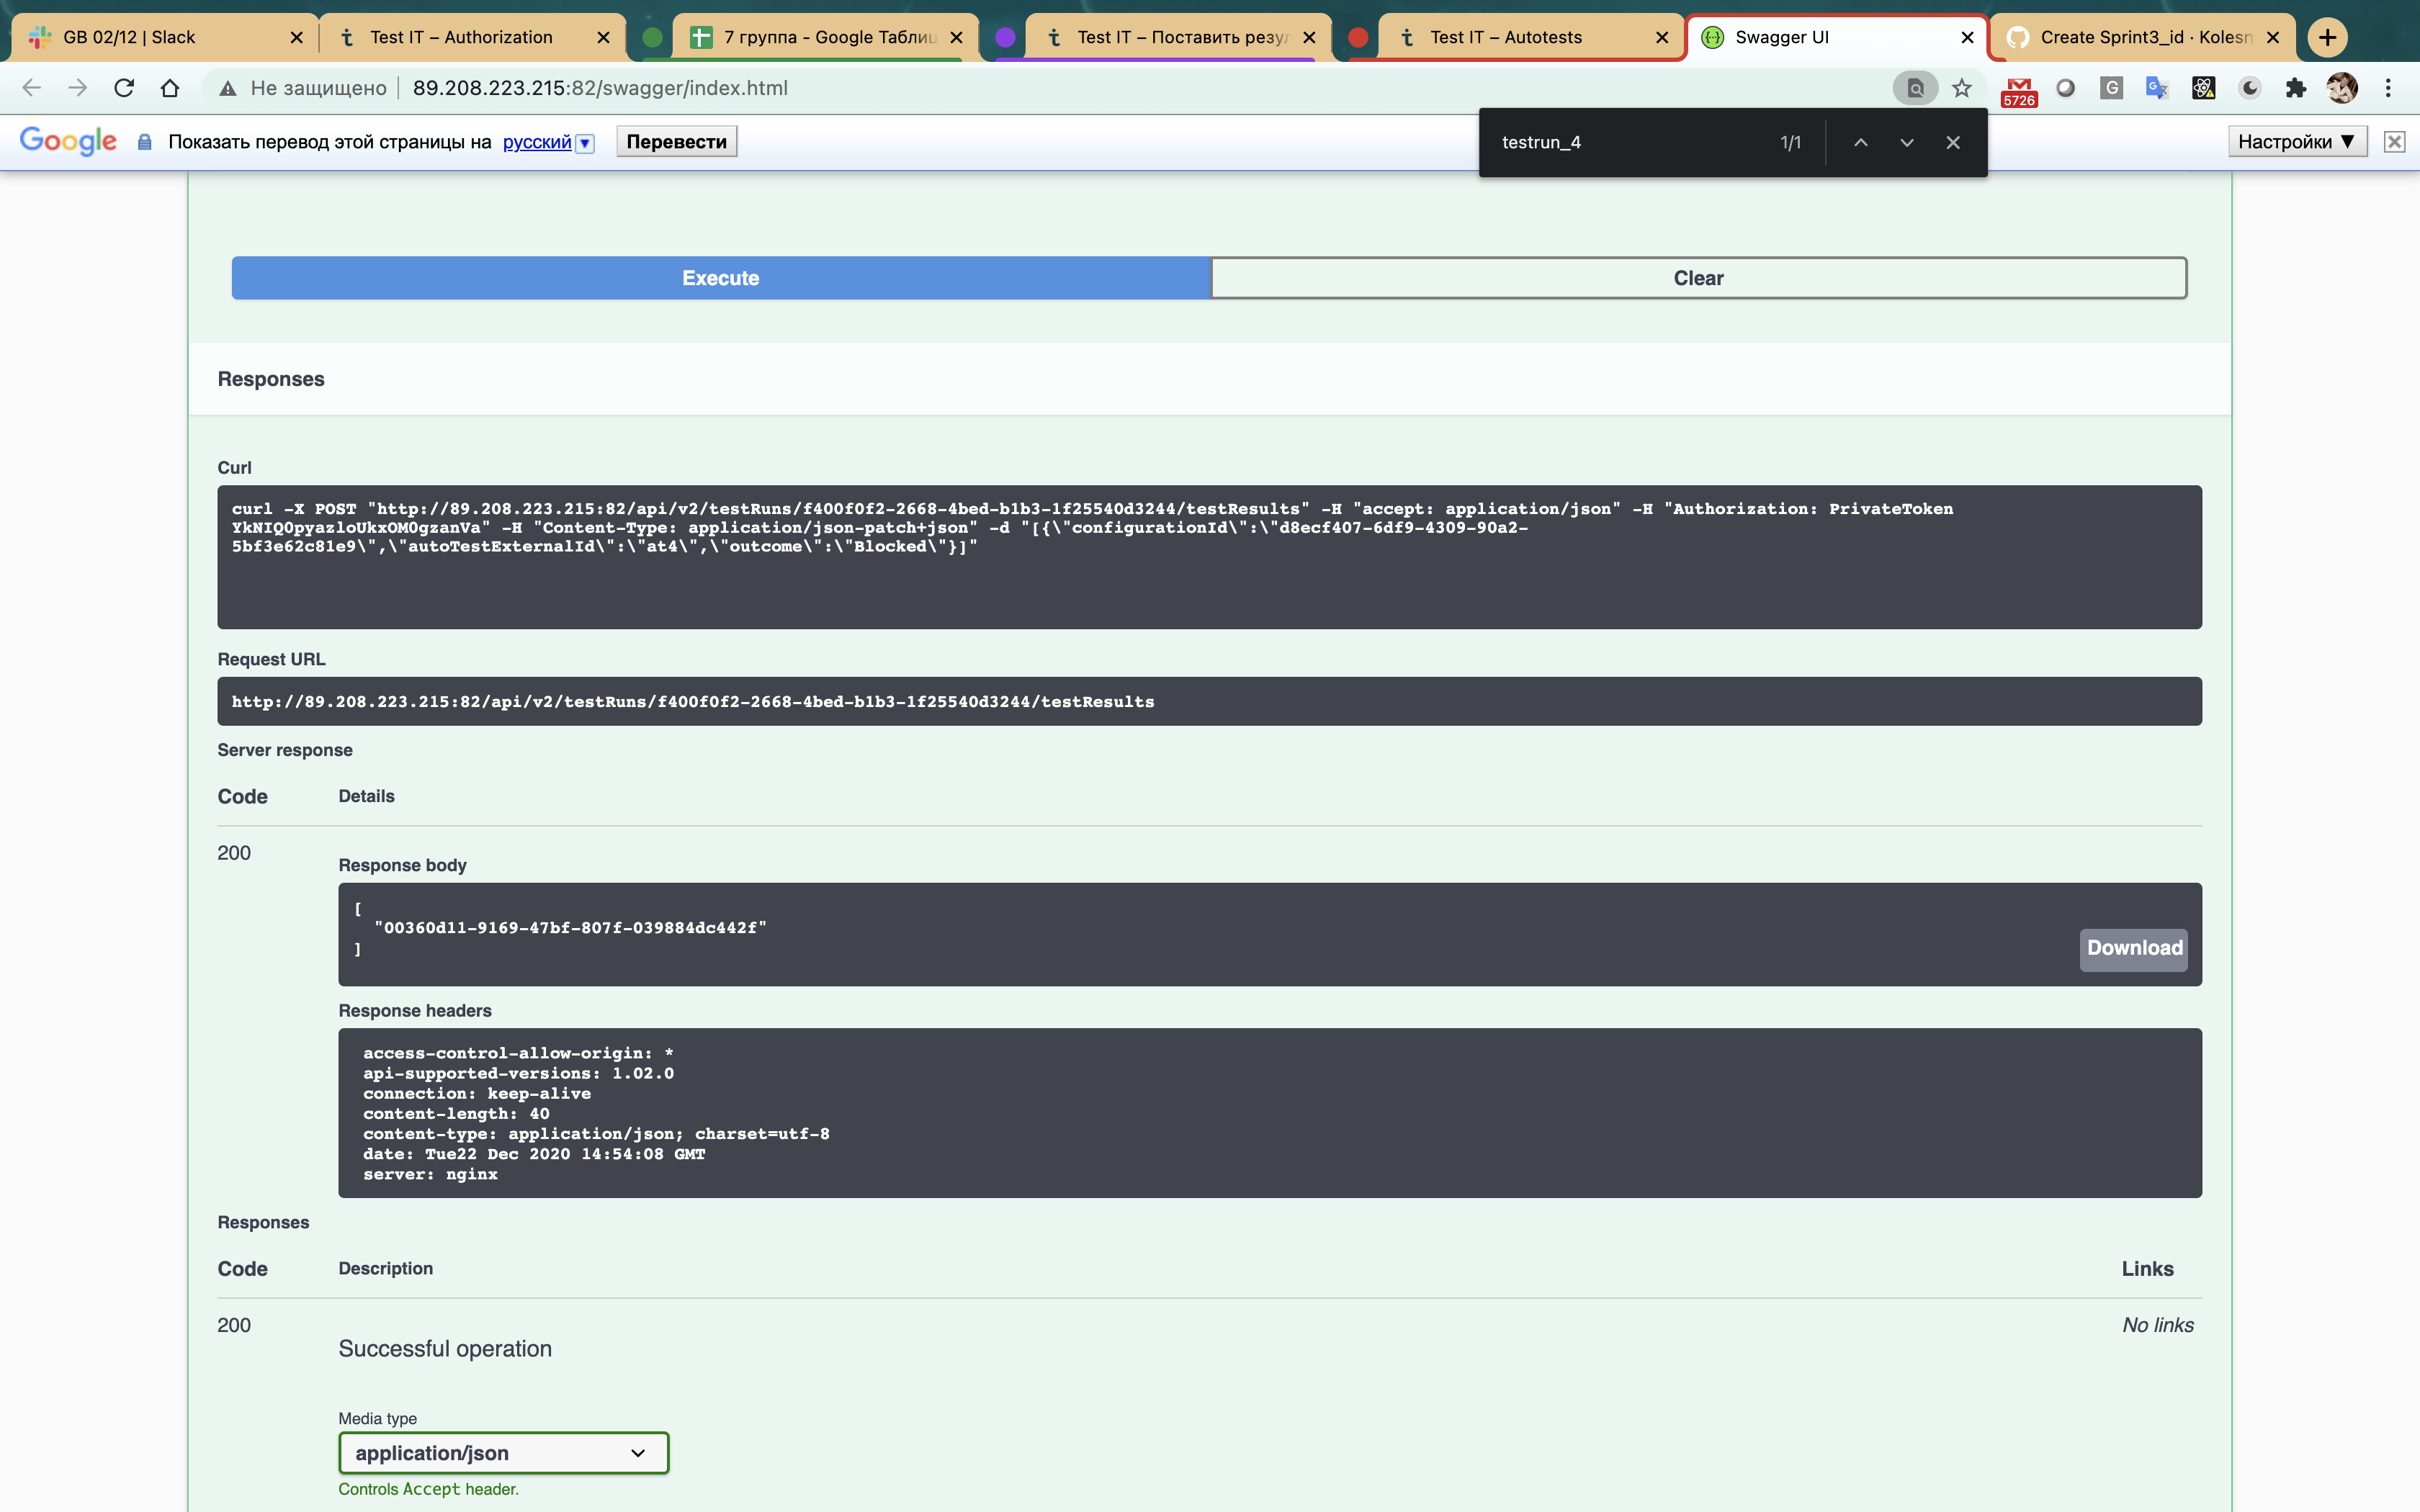 GB 02/12 | Slack
Test IT – Authorization
7 группа - Google Таблиц
Test IT – Поставить резул
Test IT – Autotests
Swagger UI
Create Sprint3_id · Kolesn
Не защищено
89.208.223.215:82/swagger/index.html
5726
Google
Показать перевод этой страницы на русский
Перевести
testrun_4
1/1
Настройки ▼
Execute
Clear
Responses
Curl
curl -X POST "http://89.208.223.215:82/api/v2/testRuns/f400f0f2-2668-4bed-b1b3-1f25540d3244/testResults" -H "accept: application/json" -H "Authorization: PrivateToken
YkNIQ0pyazloUkxOM0gzanVa" -H "Content-Type: application/json-patch+json" -d "[{\"configurationId\":\"d8ecf407-6df9-4309-90a2-
5bf3e62c81e9\",\"autoTestExternalId\":\"at4\",\"outcome\":\"Blocked\"}]"
Request URL
http://89.208.223.215:82/api/v2/testRuns/f400f0f2-2668-4bed-b1b3-1f25540d3244/testResults
Server response
Code
Details
200
Response body
[
"00360d11-9169-47bf-807f-039884dc442f"
]
Download
Response headers
access-control-allow-origin: *
api-supported-versions: 1.02.0
connection: keep-alive
content-length: 40
content-type: application/json; charset=utf-8
date: Tue22 Dec 2020 14:54:08 GMT
server: nginx
Responses
Code
Description
Links
200
Successful operation
No links
Media type
application/json
Controls Accept header.